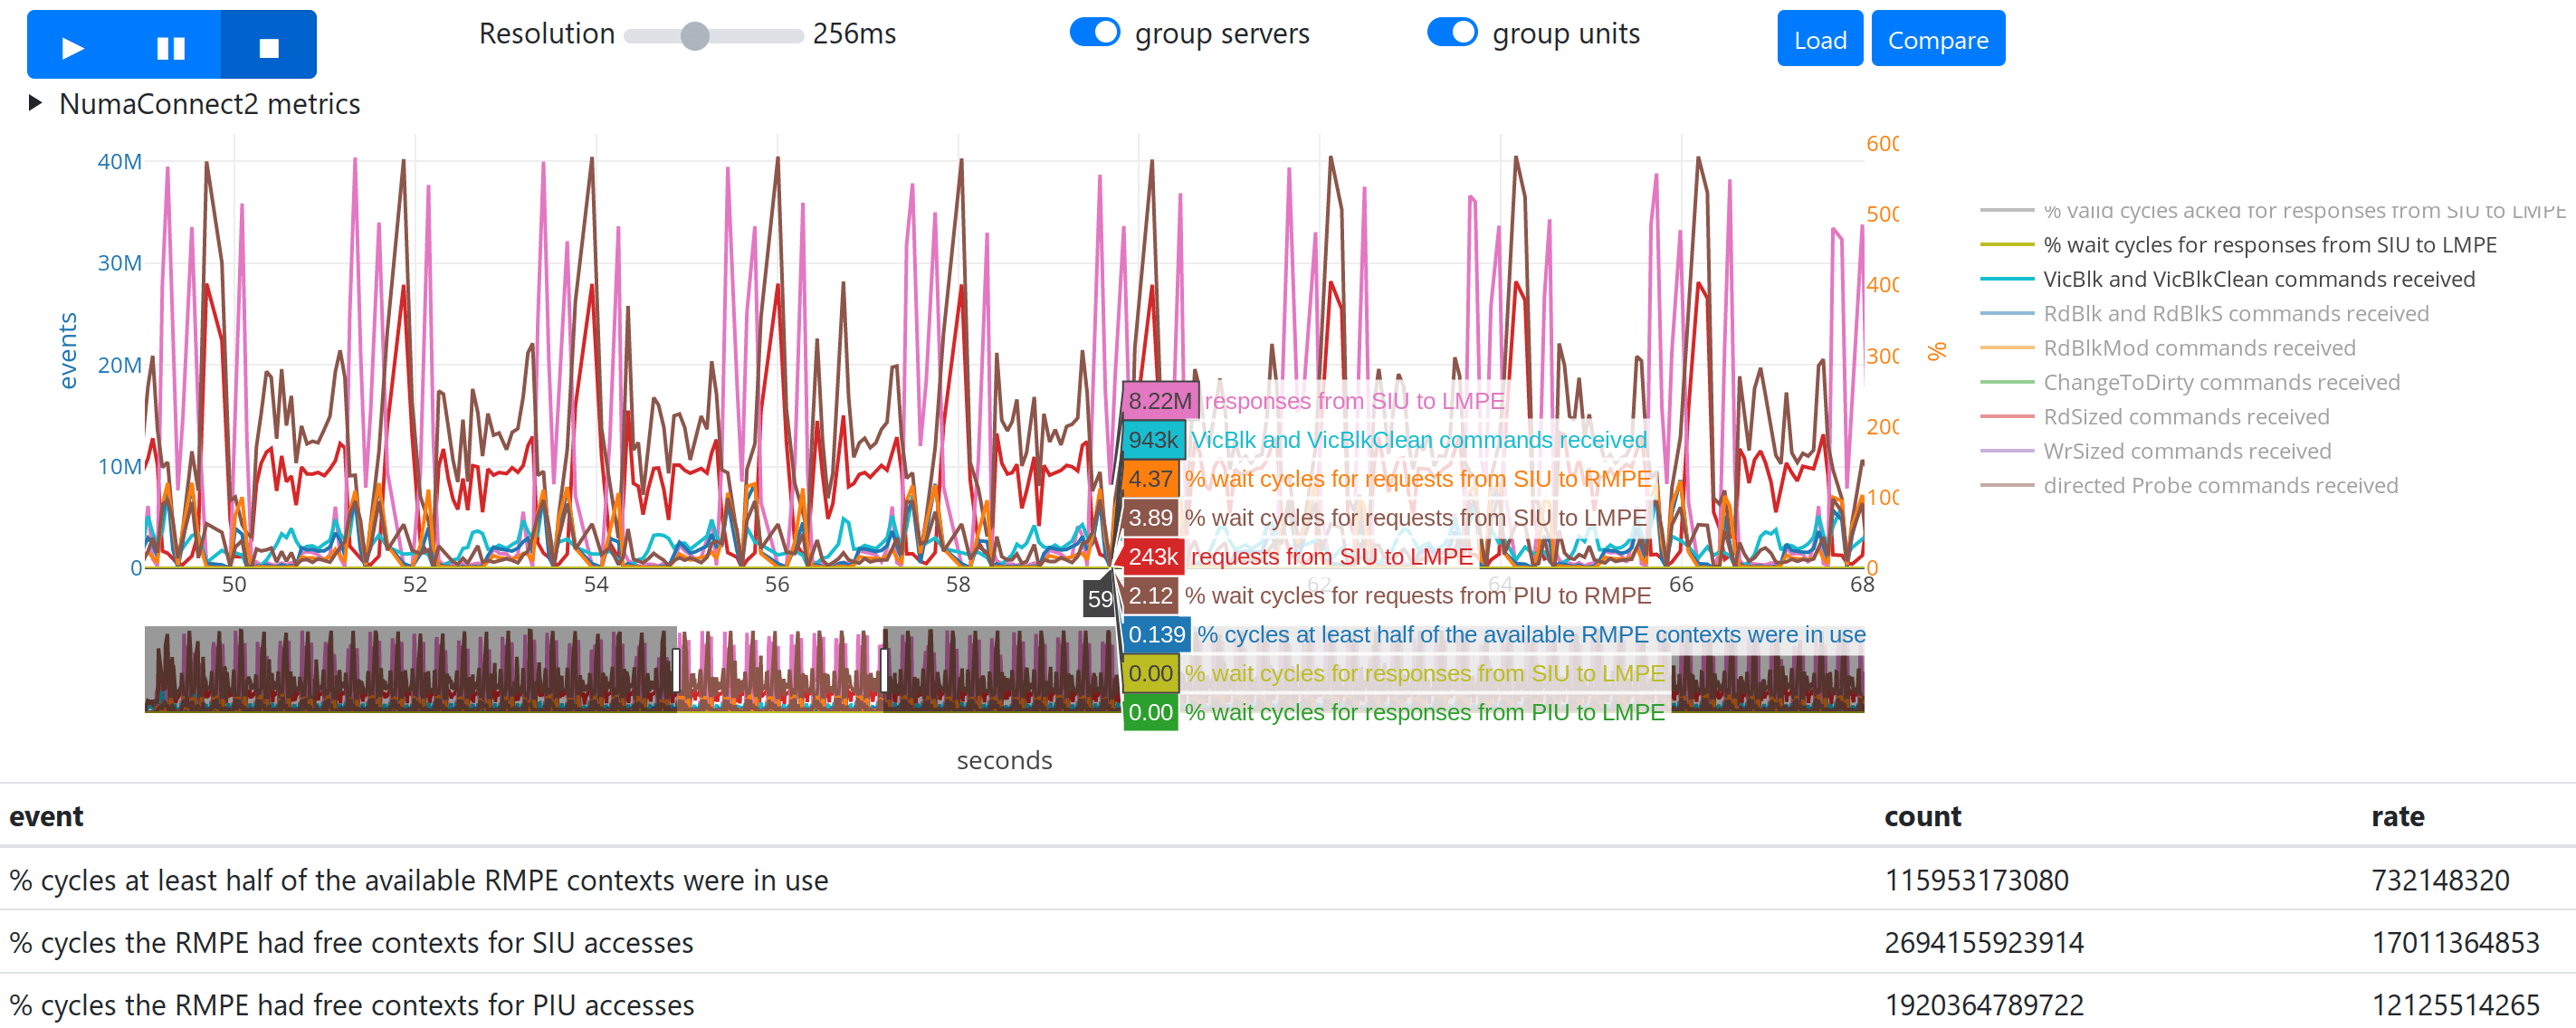 Resolution 256ms group servers group units Load Compare
NumaConnect2 metrics
40M
30M
20M
10M
0
events
600
500
400
300
200
100
0
%
50 52 54 56 58 62 64 66 68
59
seconds
8.22M responses from SIU to LMPE
943k VicBlk and VicBlkClean commands received
4.37 % wait cycles for requests from SIU to RMPE
3.89 % wait cycles for requests from SIU to LMPE
243k requests from SIU to LMPE
2.12 % wait cycles for requests from PIU to RMPE
0.139 % cycles at least half of the available RMPE contexts were in use
0.00 % wait cycles for responses from SIU to LMPE
0.00 % wait cycles for responses from PIU to LMPE
% valid cycles acked for responses from SIU to LMPE
% wait cycles for responses from SIU to LMPE
VicBlk and VicBlkClean commands received
RdBlk and RdBlkS commands received
RdBlkMod commands received
ChangeToDirty commands received
RdSized commands received
WrSized commands received
directed Probe commands received
event count rate
% cycles at least half of the available RMPE contexts were in use 115953173080 732148320
% cycles the RMPE had free contexts for SIU accesses 2694155923914 17011364853
% cycles the RMPE had free contexts for PIU accesses 1920364789722 12125514265